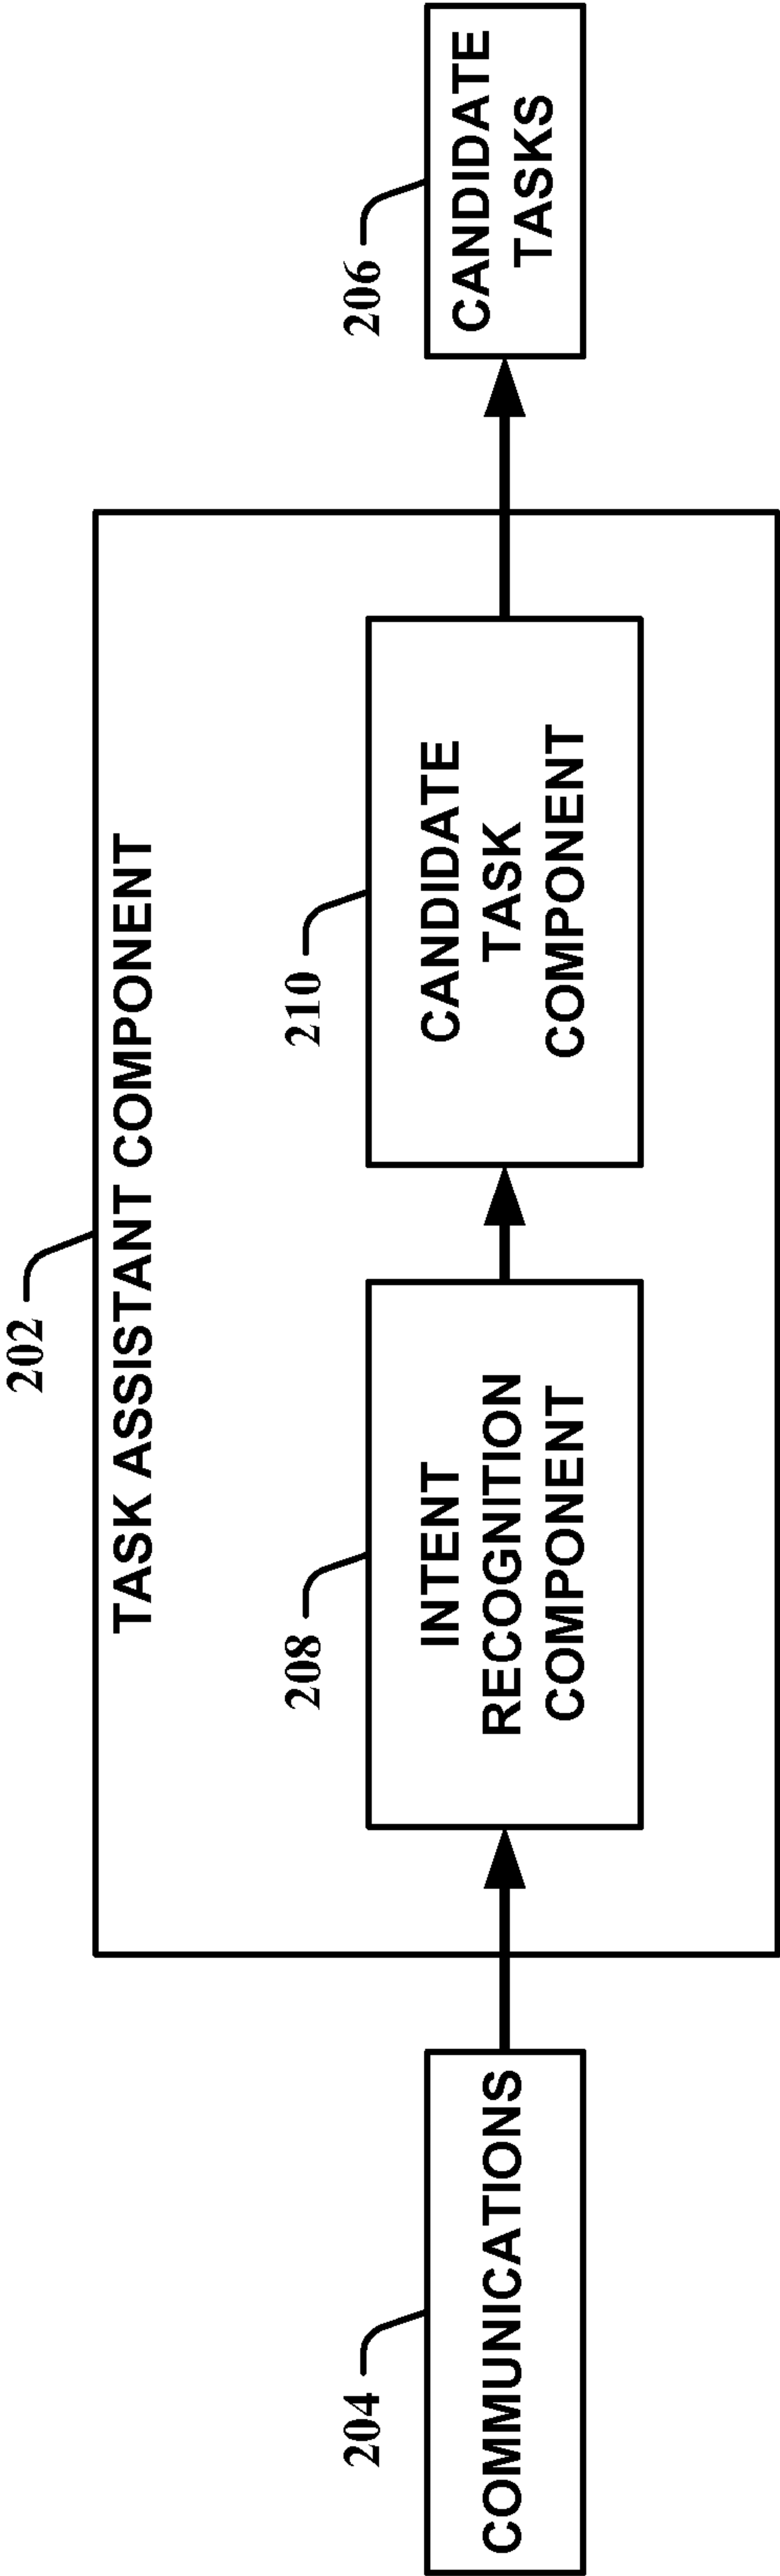 202
TASK ASSISTANT COMPONENT
204
COMMUNICATIONS
208
INTENT
RECOGNITION
COMPONENT
210
CANDIDATE
TASK
COMPONENT
206
CANDIDATE
TASKS